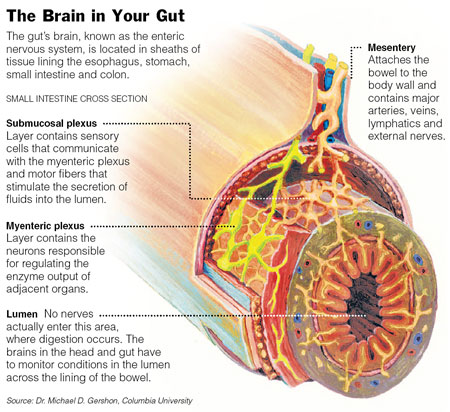 The Brain in Your Gut
The gut's brain, known as the enteric
nervous system, is located in sheaths of
tissue lining the esophagus, stomach,
small intestine and colon.
SMALL INTESTINE CROSS SECTION
Submucosal plexus
Layer contains sensory
cells that communicate
with the myenteric plexus
and motor fibers that
stimulate the secretion of
fluids into the lumen.
Myenteric plexus
Layer contains the
neurons responsible
for regulating the
enzyme output of
adjacent organs.
Lumen No nerves
actually enter this area,
where digestion occurs. The
brains in the head and gut have
to monitor conditions in the lumen
across the lining of the bowel.
Mesentery
Attaches the
bowel to the
body wall and
contains major
arteries, veins,
lymphatics and
external nerves.
Source: Dr. Michael D. Gershon, Columbia University